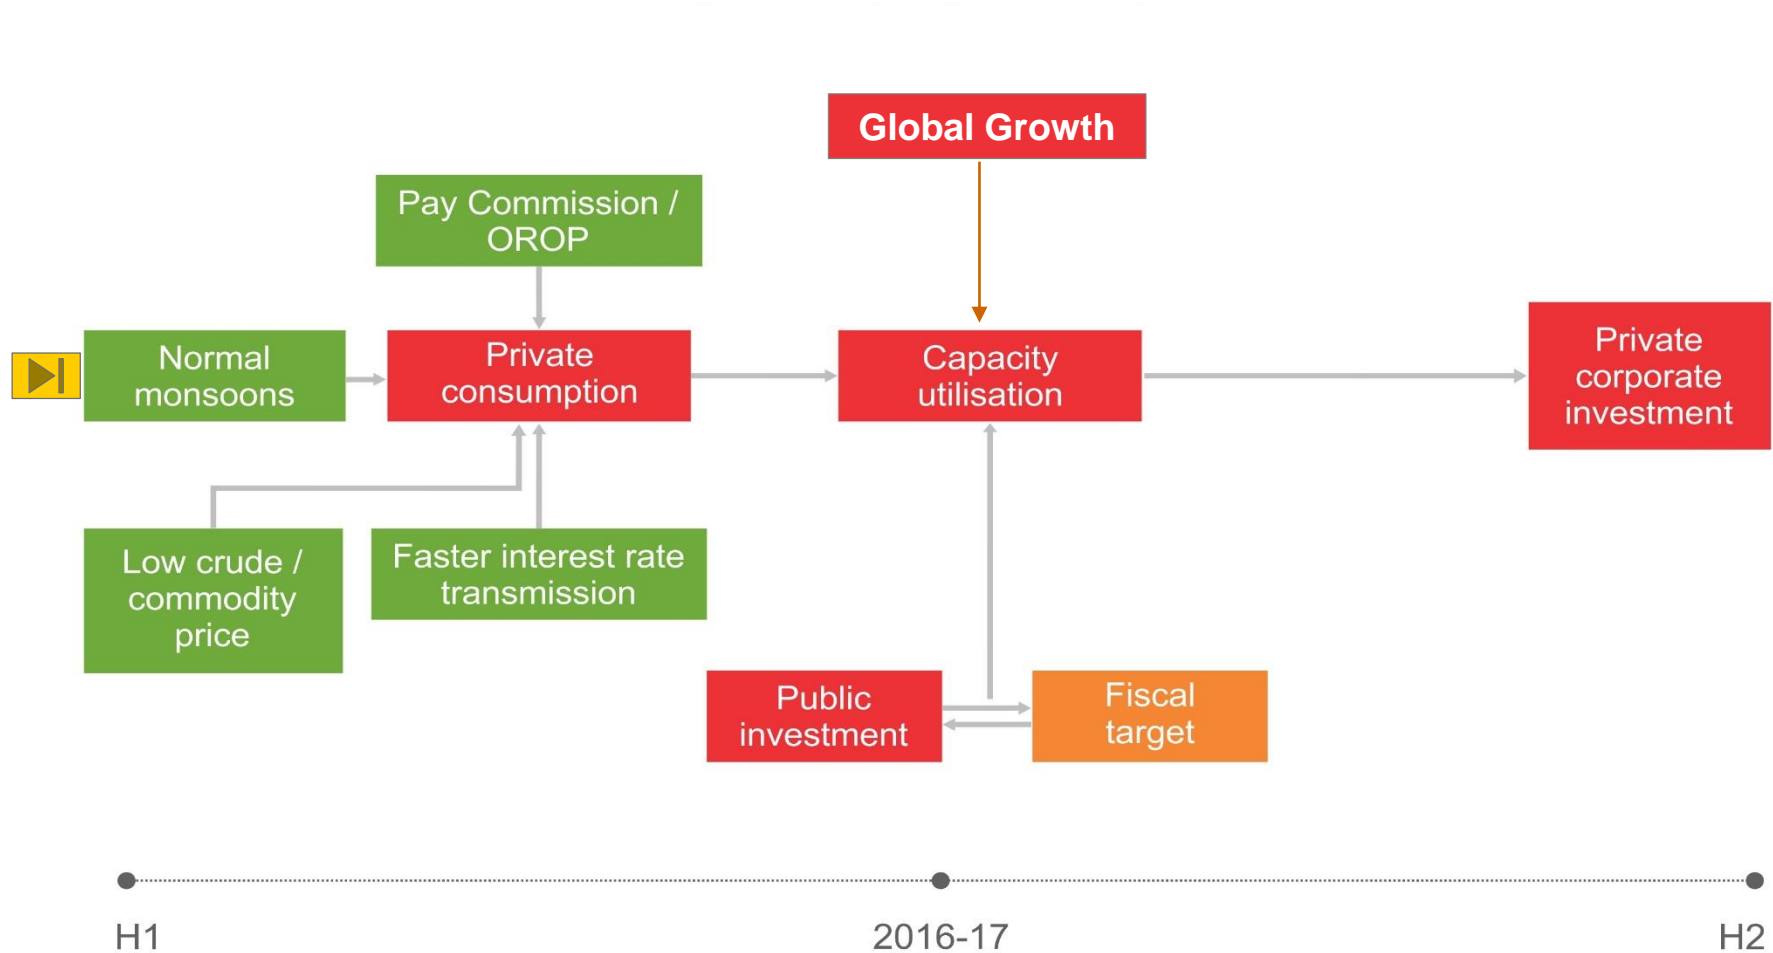 Global Growth
Pay Commission /
OROP
Normal
monsoons
Private
consumption
Capacity
utilisation
Private
corporate
investment
Low crude /
commodity
price
Faster interest rate
transmission
Public
investment
Fiscal
target
H1
2016-17
H2